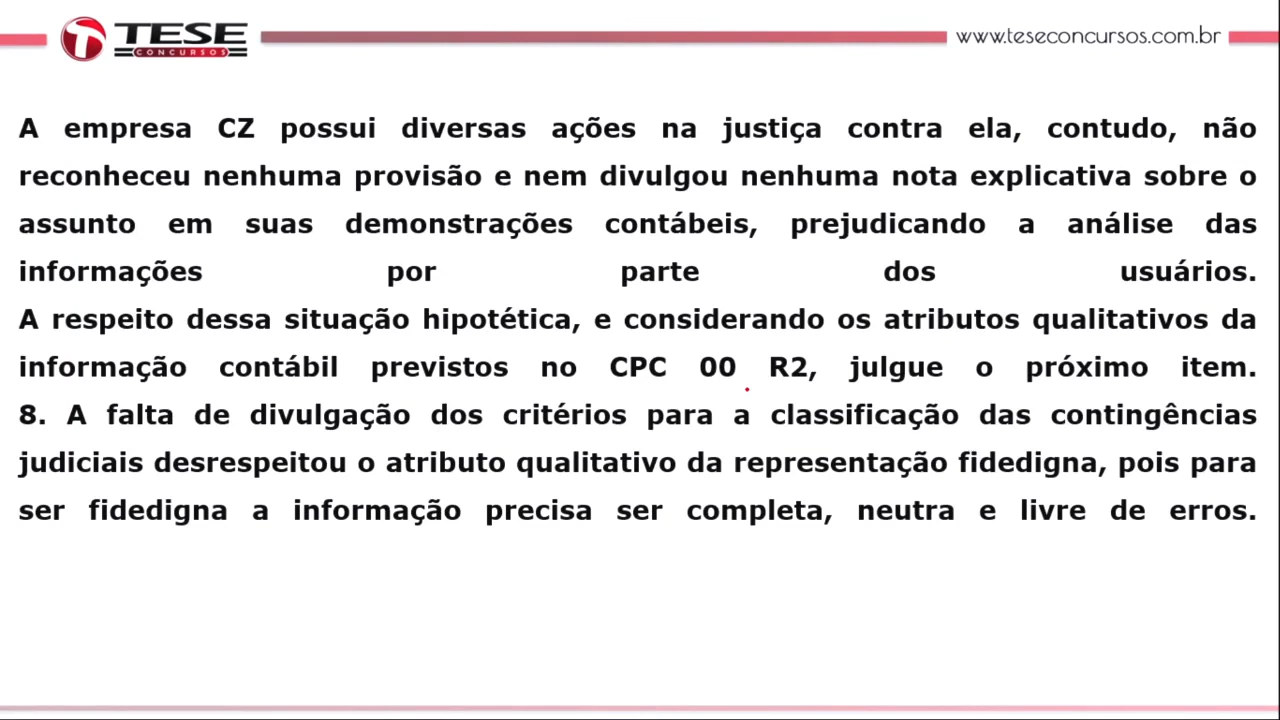 TESE
CONCURSOS
www.teseconcursos.com.br
A empresa CZ possui diversas ações na justiça contra ela, contudo, não
reconheceu nenhuma provisão e nem divulgou nenhuma nota explicativa sobre o
assunto em suas demonstrações contábeis, prejudicando a análise das
informações por parte dos usuários.
A respeito dessa situação hipotética, e considerando os atributos qualitativos da
informação contábil previstos no CPC 00 R2, julgue o próximo item.
8. A falta de divulgação dos critérios para a classificação das contingências
judiciais desrespeitou o atributo qualitativo da representação fidedigna, pois para
ser fidedigna a informação precisa ser completa, neutra e livre de erros.